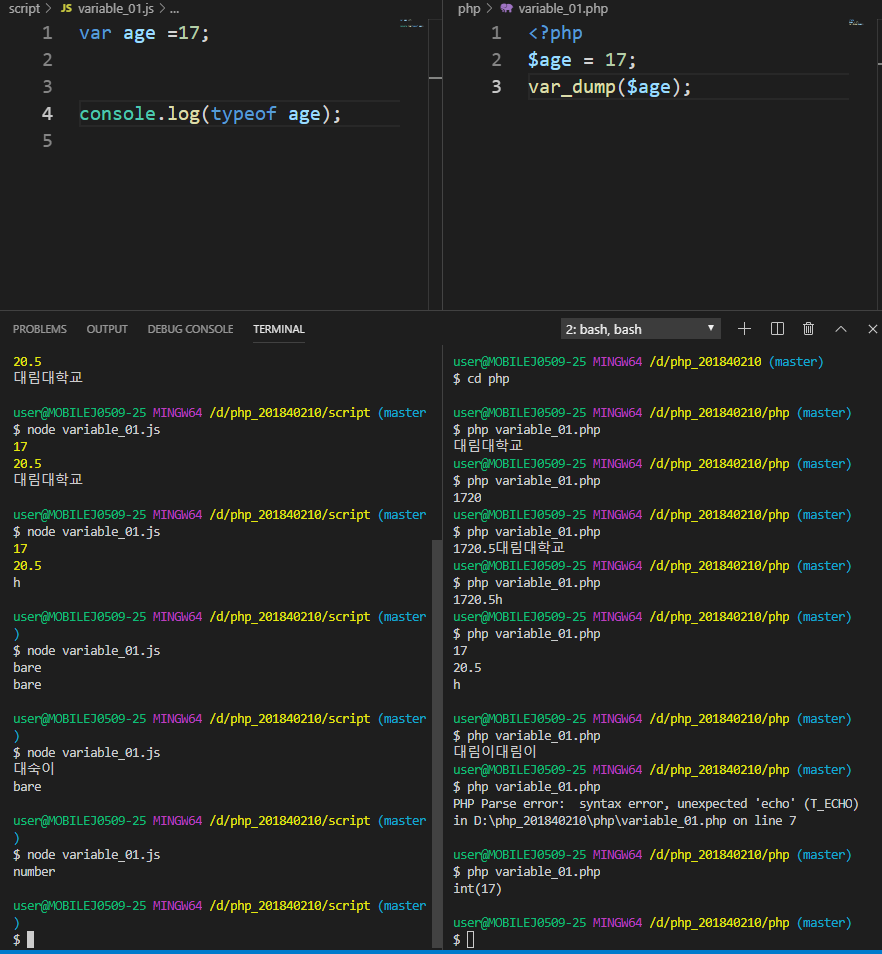 script > JS variable_01.js > ...
1 var age =17;
2
3
4 console.log(typeof age);
5
php > variable_01.php
1 <?php
2 $age = 17;
3 var_dump($age);
PROBLEMS OUTPUT DEBUG CONSOLE TERMINAL
2: bash, bash
20.5
대림대학교
user@MOBILEJ0509-25 MINGW64 /d/php_201840210/script (master
$ node variable_01.js
17
20.5
대림대학교
user@MOBILEJ0509-25 MINGW64 /d/php_201840210/script (master
$ node variable_01.js
17
20.5
h
user@MOBILEJ0509-25 MINGW64 /d/php_201840210/script (master
)
$ node variable_01.js
bare
bare
user@MOBILEJ0509-25 MINGW64 /d/php_201840210/script (master
)
$ node variable_01.js
대숙이
bare
user@MOBILEJ0509-25 MINGW64 /d/php_201840210/script (master
)
$ node variable_01.js
number
user@MOBILEJ0509-25 MINGW64 /d/php_201840210/script (master
)
$
user@MOBILEJ0509-25 MINGW64 /d/php_201840210 (master)
$ cd php
user@MOBILEJ0509-25 MINGW64 /d/php_201840210/php (master)
$ php variable_01.php
대림대학교
user@MOBILEJ0509-25 MINGW64 /d/php_201840210/php (master)
$ php variable_01.php
1720
user@MOBILEJ0509-25 MINGW64 /d/php_201840210/php (master)
$ php variable_01.php
1720.5대림대학교
user@MOBILEJ0509-25 MINGW64 /d/php_201840210/php (master)
$ php variable_01.php
1720.5h
user@MOBILEJ0509-25 MINGW64 /d/php_201840210/php (master)
$ php variable_01.php
17
20.5
h
user@MOBILEJ0509-25 MINGW64 /d/php_201840210/php (master)
$ php variable_01.php
대림이대림이
user@MOBILEJ0509-25 MINGW64 /d/php_201840210/php (master)
$ php variable_01.php
PHP Parse error:  syntax error, unexpected 'echo' (T_ECHO)
in D:\php_201840210\php\variable_01.php on line 7
user@MOBILEJ0509-25 MINGW64 /d/php_201840210/php (master)
$ php variable_01.php
int(17)
user@MOBILEJ0509-25 MINGW64 /d/php_201840210/php (master)
$